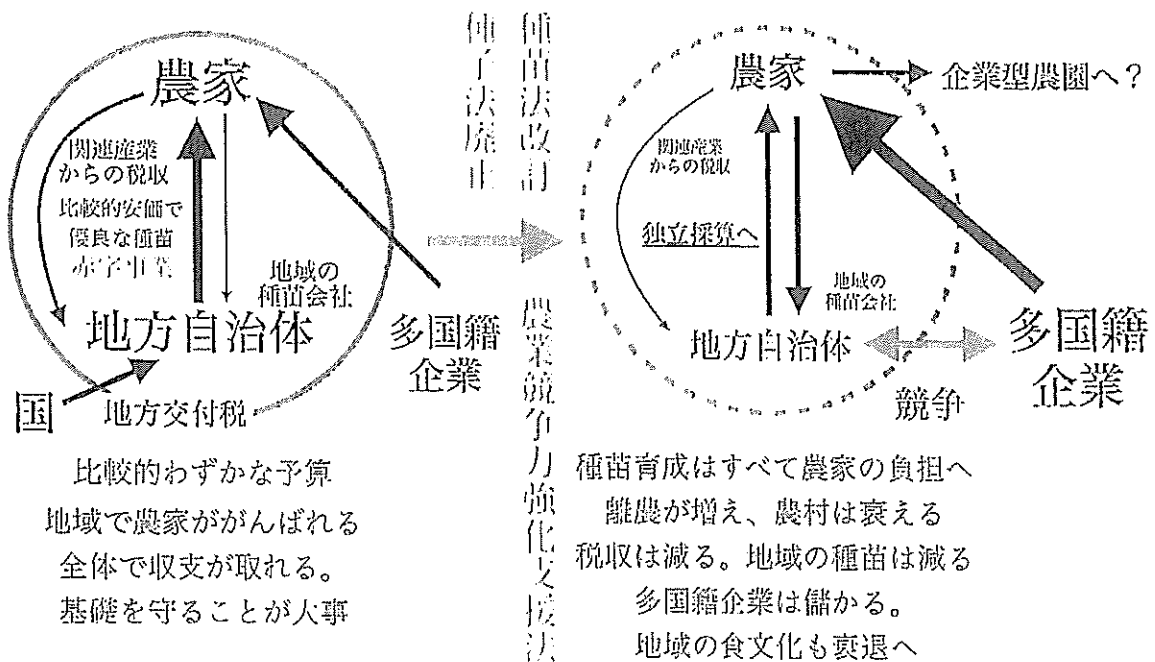 農家
関連産業
からの税収
比較的安価で
優良な種苗
赤字事業
地域の
種苗会社
地方自治体
多国籍
企業
国
地方交付税
比較的わずかな予算
地域で農家ががんばれる
全体で収支が取れる。
基礎を守ることが大事
種子法廃止
種苗法改訂
農業競争力強化支援法
農家
企業型農園へ?
関連産業
からの税収
独立採算へ
地域の
種苗会社
地方自治体
多国籍
企業
競争
種苗育成はすべて農家の負担へ
離農が増え、農村は衰える
税収は減る。地域の種苗は減る
多国籍企業は儲かる。
地域の食文化も衰退へ